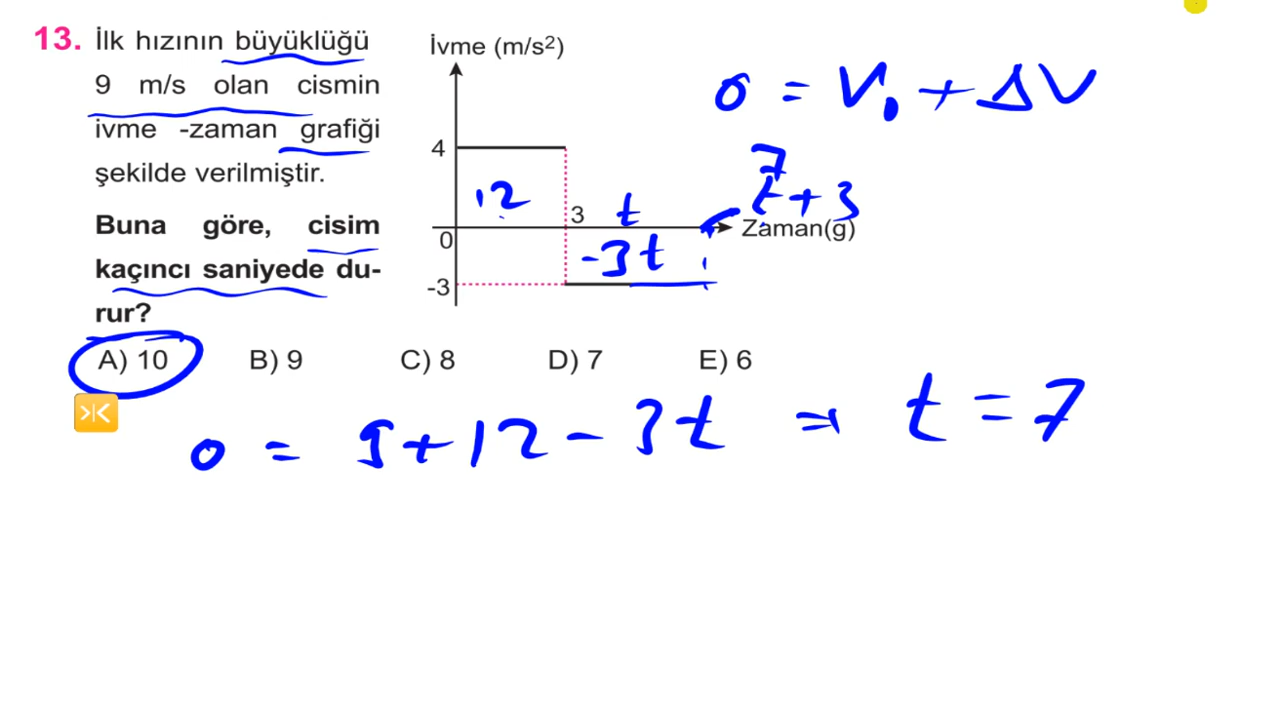 13. İlk hızının büyüklüğü
9 m/s olan cismin
ivme -zaman grafiği
şekilde verilmiştir.
Buna göre, cisim
kaçıncı saniyede du-
rur?
İvme (m/s²)
4
12
3
t
0
-3t
-3
Zaman(g)
0 = V₀ + ΔV
7
t + 3
A) 10 B) 9 C) 8 D) 7 E) 6
0 = 9 + 12 - 3t ⇒ t = 7